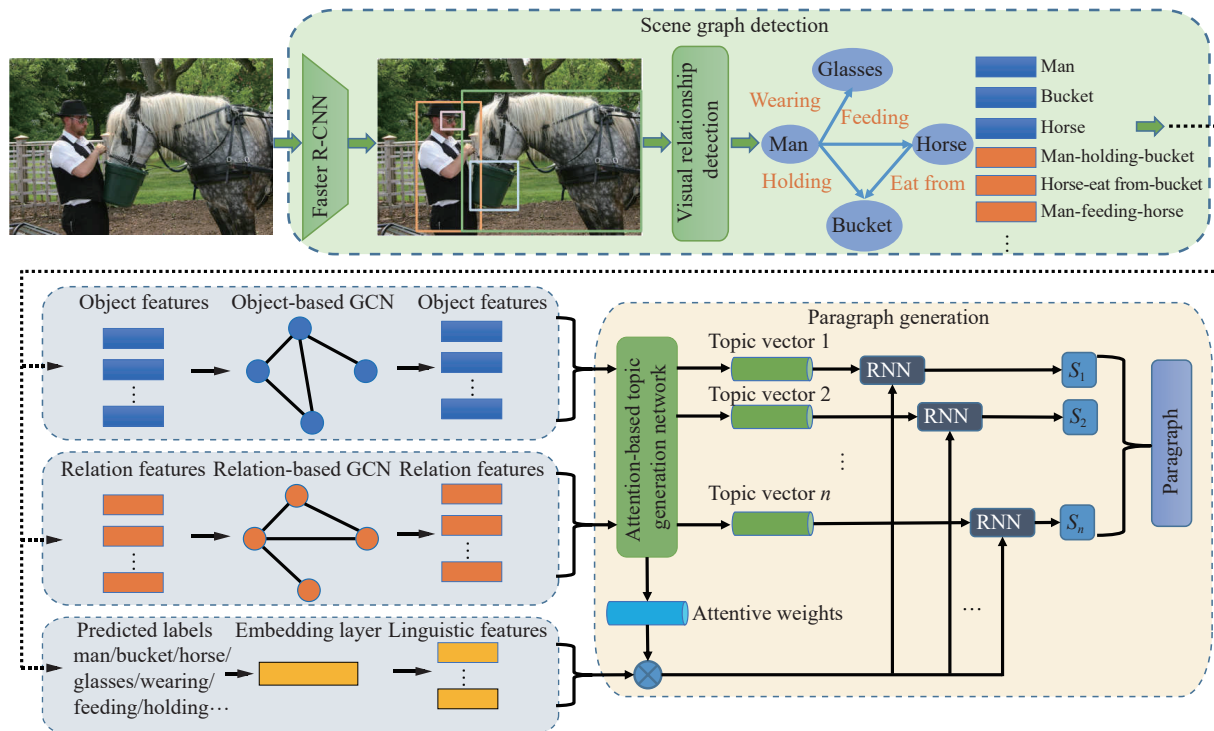 Scene graph detection
Faster R-CNN
Visual relationship
detection
Glasses
Wearing
Feeding
Man
Horse
Holding
Eat from
Bucket
Man
Bucket
Horse
Man-holding-bucket
Horse-eat from-bucket
Man-feeding-horse
⋮
Object features
Object-based GCN
Object features
⋮
⋮
Relation features
Relation-based GCN
Relation features
⋮
⋮
Predicted labels
man/bucket/horse/
glasses/wearing/
feeding/holding…
Embedding layer
Linguistic features
⋮
Paragraph generation
Attention-based topic
generation network
Topic vector 1
RNN
S1
Topic vector 2
RNN
S2
⋮
⋮
Topic vector n
RNN
Sn
Paragraph
Attentive weights
…